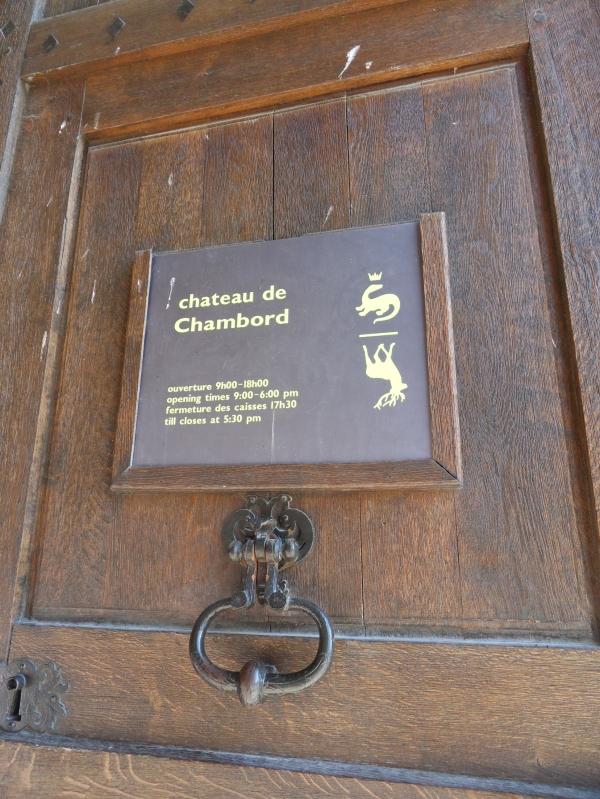 chateau de
Chambord
ouverture 9h00-18h00
opening times 9:00-6:00 pm
fermeture des caisses 17h30
till closes at 5:30 pm